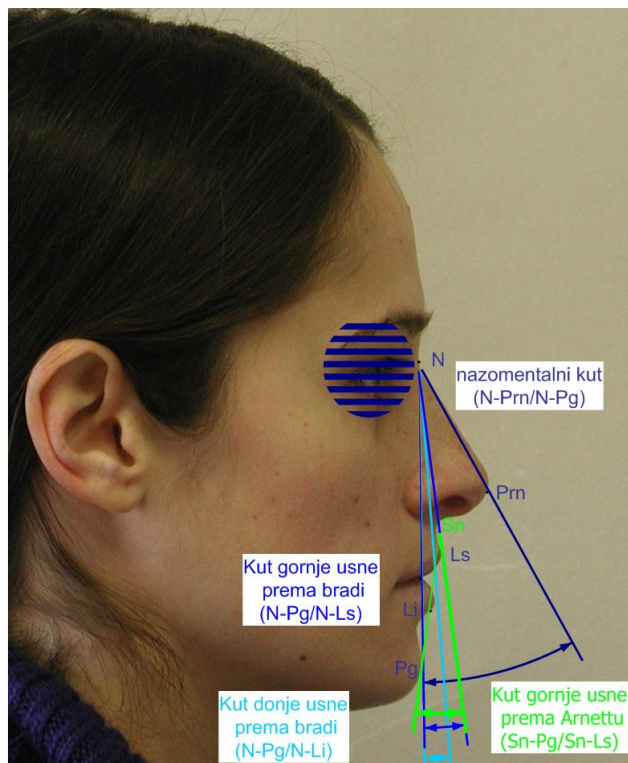 N
nazomentalni kut
(N-Prn/N-Pg)
Prn
Sn
Ls
Kut gornje usne
prema bradi
(N-Pg/N-Ls)
Li
Pg
Kut donje usne
prema bradi
(N-Pg/N-Li)
Kut gornje usne
prema Arnettu
(Sn-Pg/Sn-Ls)